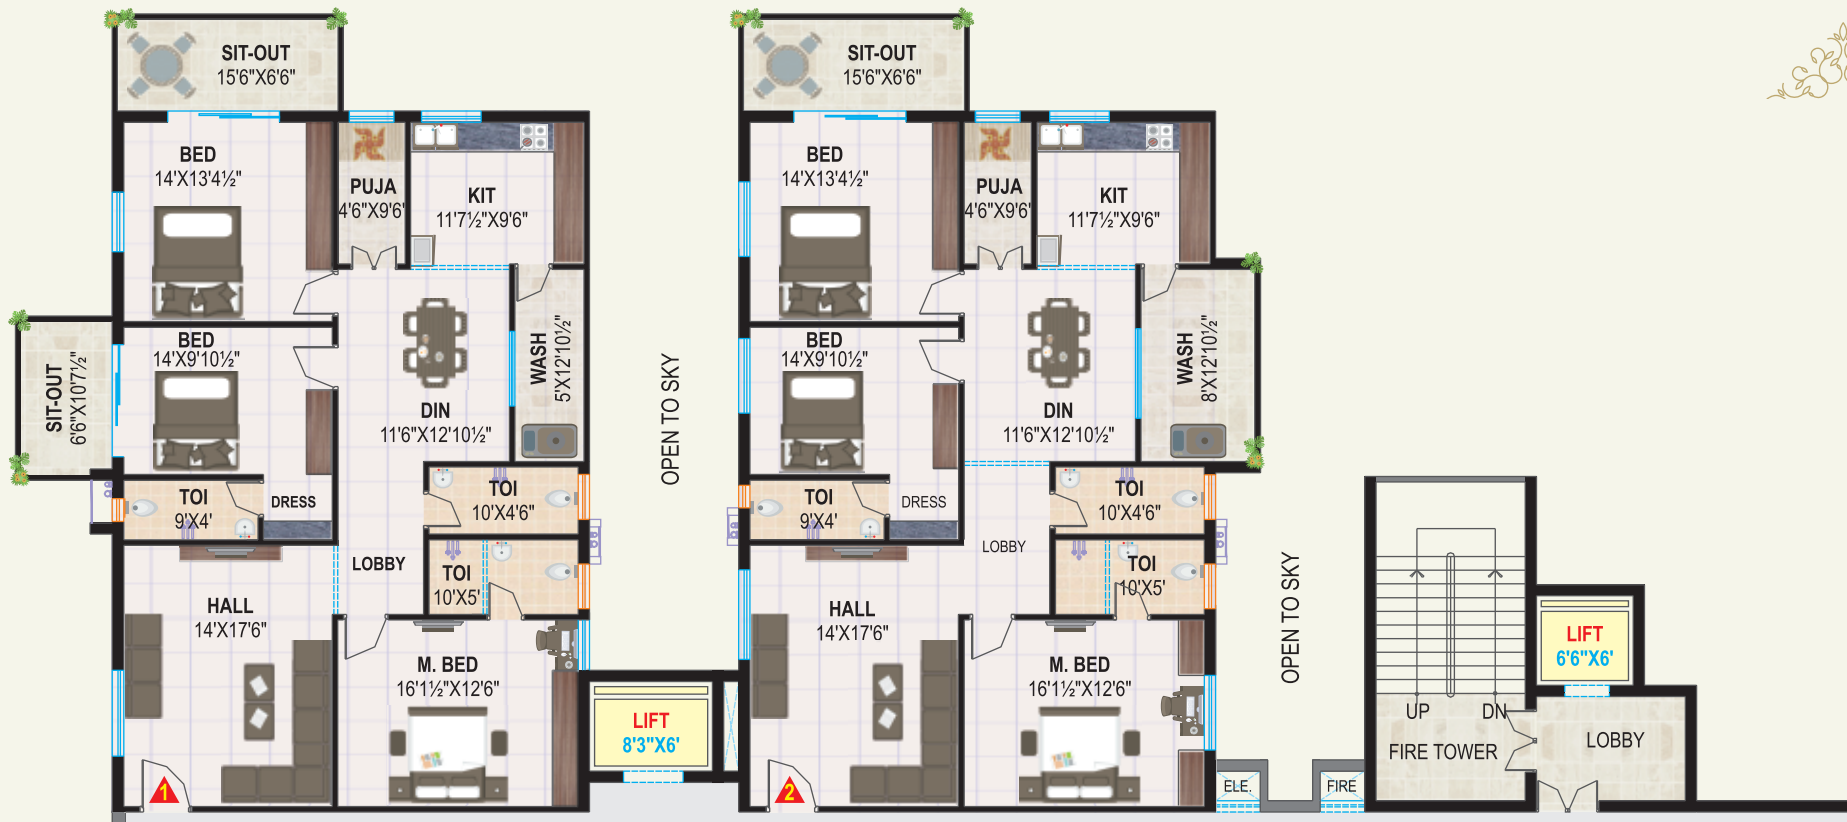 SIT-OUT
15'6"X6'6"
BED
14'X13'4½"
PUJA
4'6"X9'6'
KIT
11'7½"X9'6"
BED
14'X9'10½"
SIT-OUT
6'6"X10'7½"
DIN
11'6"X12'10½"
WASH
5'X12'10½"
TOI
9'X4'
DRESS
TOI
10'X4'6"
LOBBY
TOI
10'X5'
HALL
14'X17'6"
M. BED
16'1½"X12'6"
1
OPEN TO SKY
LIFT
8'3"X6'
SIT-OUT
15'6"X6'6"
BED
14'X13'4½"
PUJA
4'6"X9'6'
KIT
11'7½"X9'6"
BED
14'X9'10½"
DIN
11'6"X12'10½"
WASH
8'X12'10½"
TOI
9'X4'
DRESS
TOI
10'X4'6"
LOBBY
TOI
10'X5'
HALL
14'X17'6"
M. BED
16'1½"X12'6"
2
OPEN TO SKY
ELE.
FIRE
UP
DN
FIRE TOWER
LIFT
6'6"X6'
LOBBY